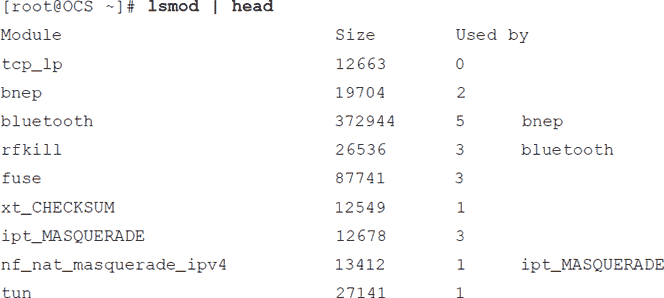 [root@OCS ~]# lsmod | head
Module Size Used by
tcp_lp 12663 0
bnep 19704 2
bluetooth 372944 5 bnep
rfkill 26536 3 bluetooth
fuse 87741 3
xt_CHECKSUM 12549 1
ipt_MASQUERADE 12678 3
nf_nat_masquerade_ipv4 13412 1 ipt_MASQUERADE
tun 27141 1